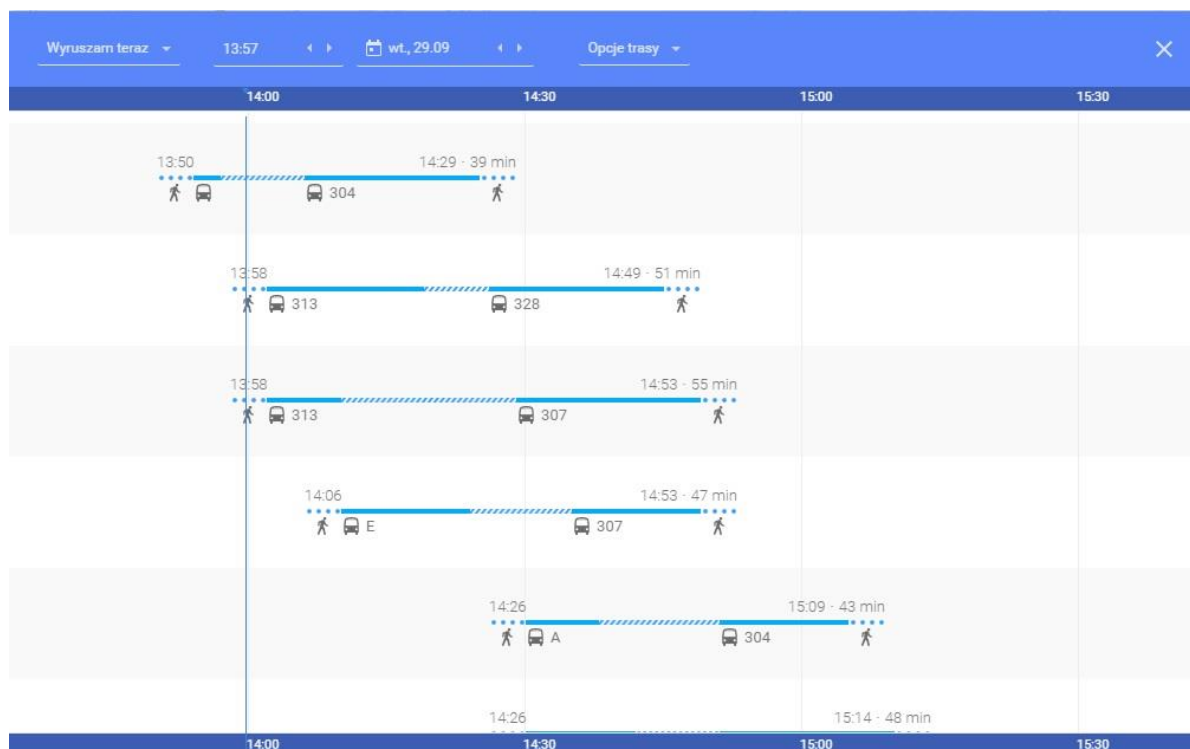 Wyruszam teraz 13:57 wt., 29.09 Opcje trasy
14:00 14:30 15:00 15:30
13:50 14:29 · 39 min
304
13:58 14:49 · 51 min
313 328
13:58 14:53 · 55 min
313 307
14:06 14:53 · 47 min
E 307
14:26 15:09 · 43 min
A 304
14:26 15:14 · 48 min
14:00 14:30 15:00 15:30